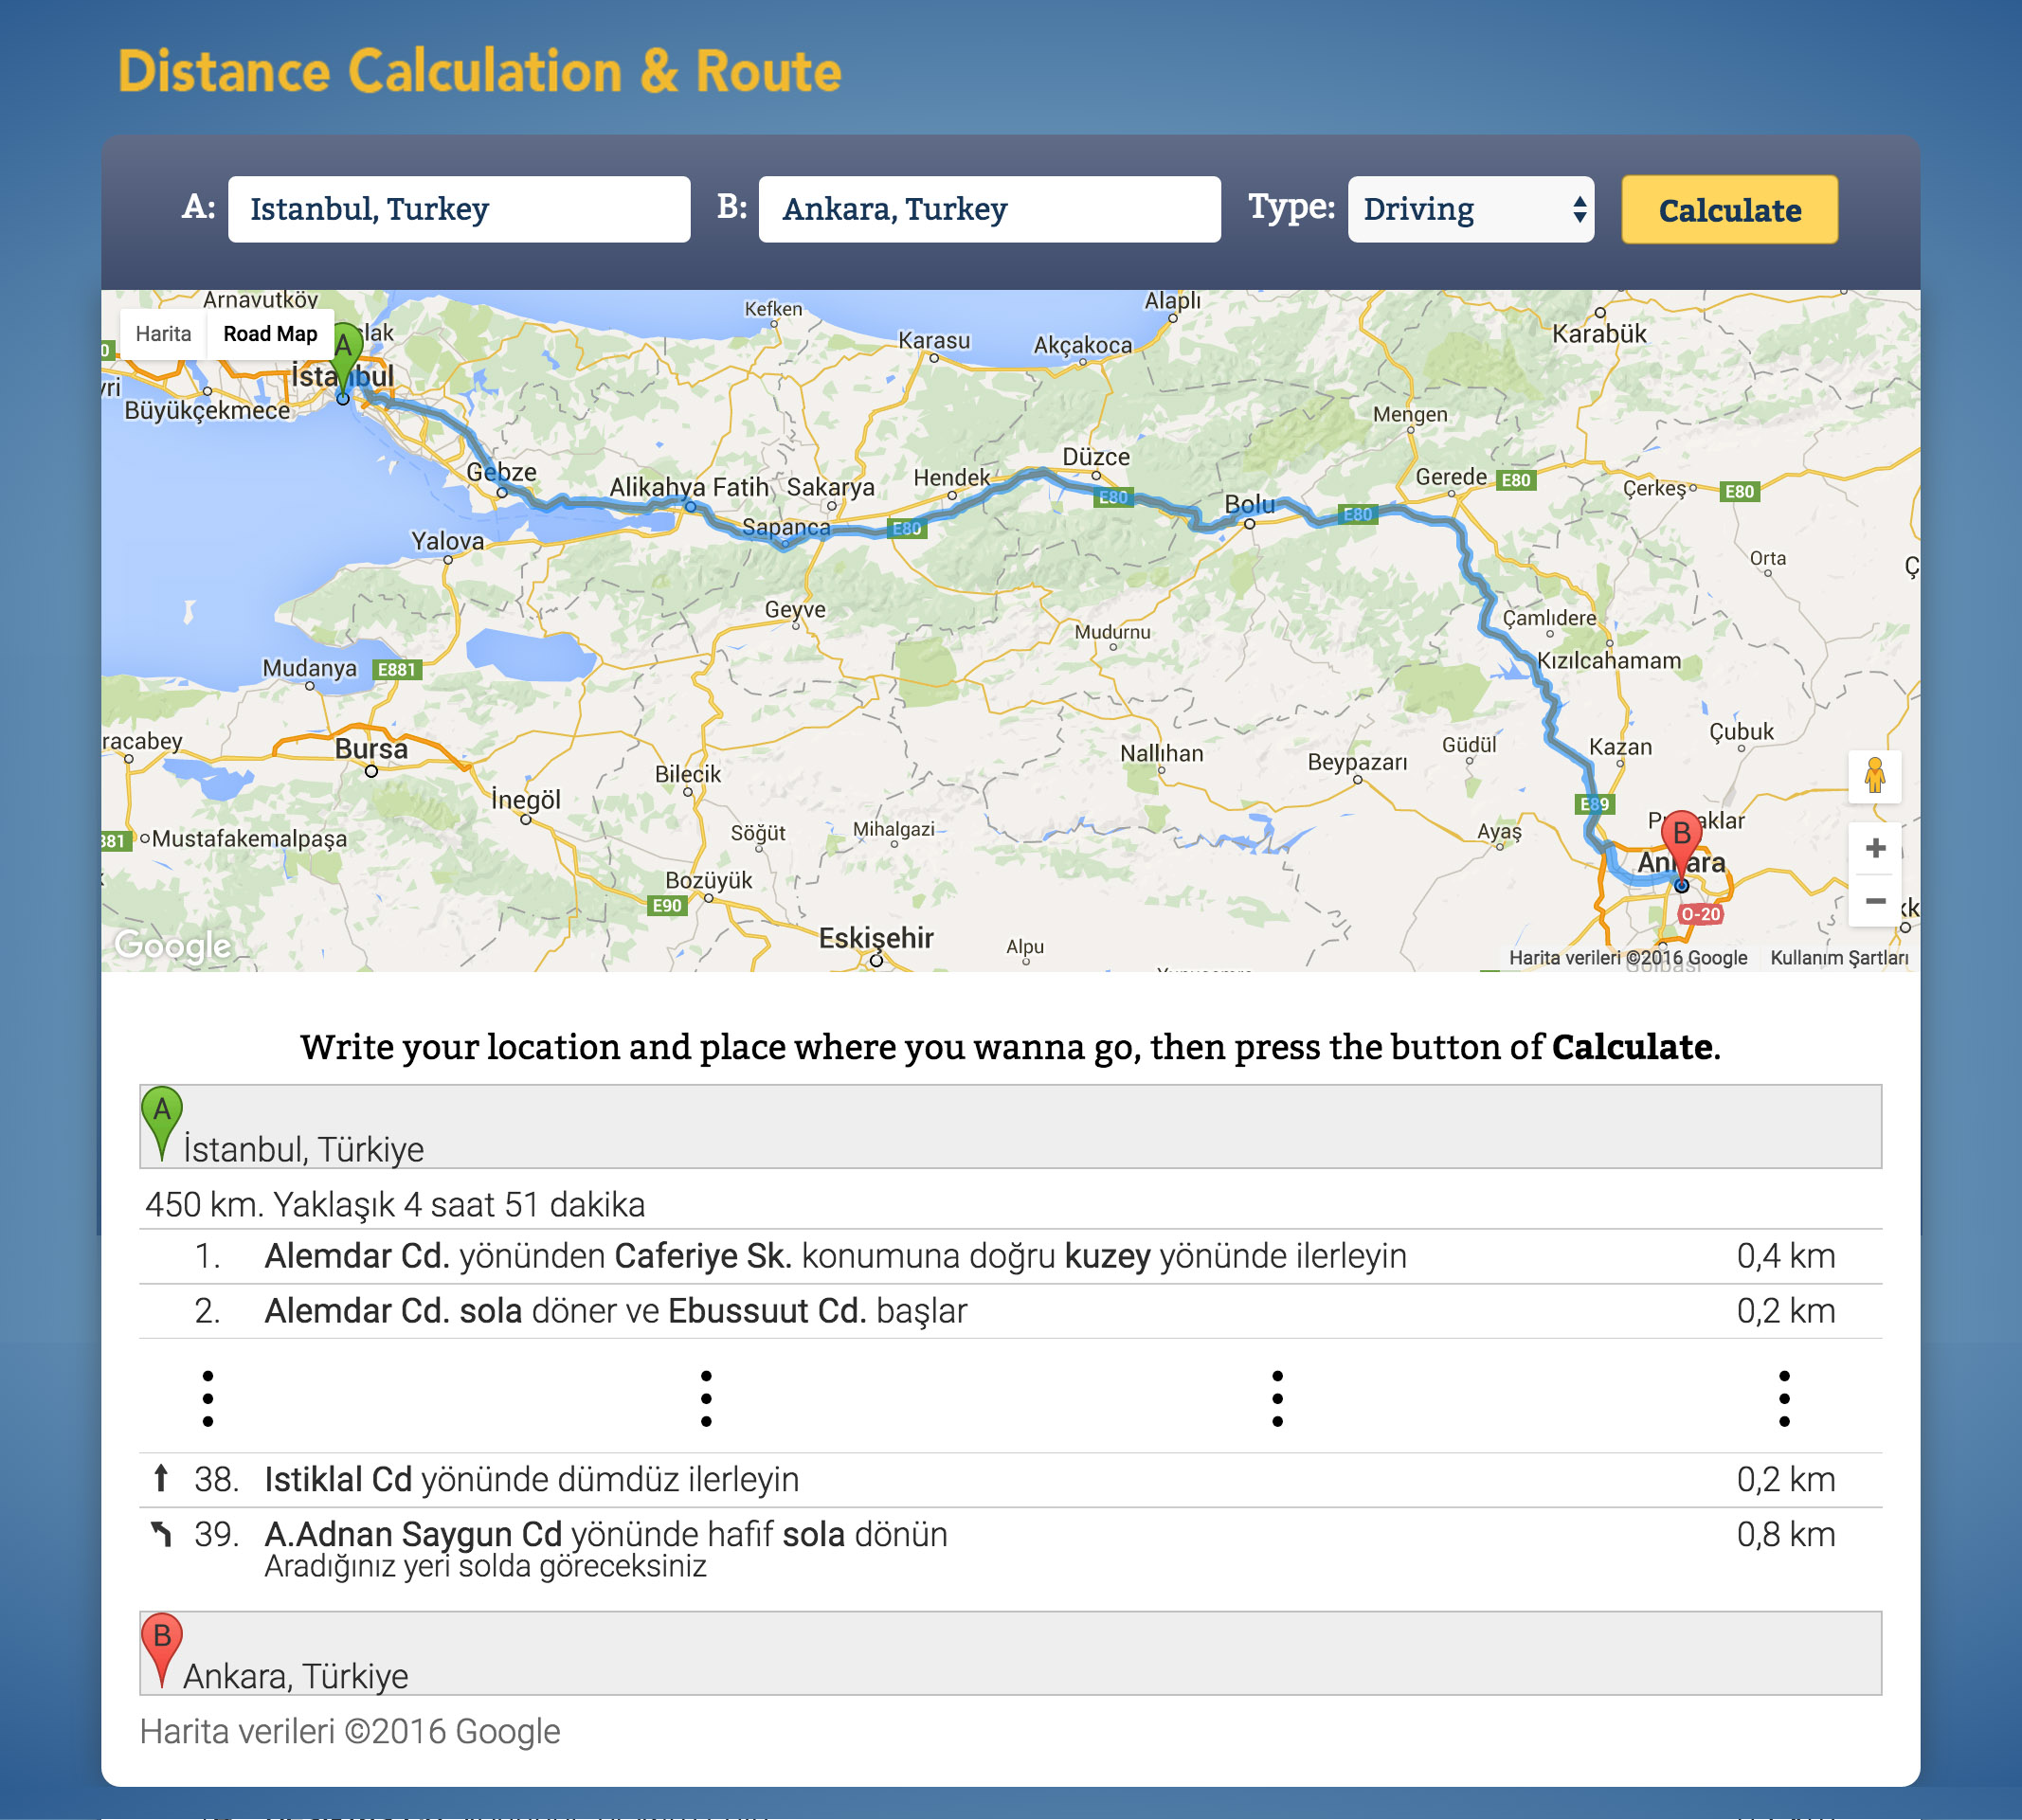 Distance Calculation & Route
A: Istanbul, Turkey B: Ankara, Turkey Type: Driving Calculate
Arnavutköy
Kefken
Alaplı
Harita Road Map
Karabük
Karasu
Akçakoca
İstanbul
Büyükçekmece
Mengen
Düzce
Gebze
Alikahya Fatih
Sakarya
Hendek
Gerede
E80
Çerkeş
E80
E80
Bolu
E80
Sapanca
E80
Yalova
Orta
Geyve
Çamlıdere
Mudurnu
Kızılcahamam
Mudanya
E881
racabey
Bursa
Nallıhan
Güdül
Kazan
Çubuk
Beypazarı
Bilecik
İnegöl
E89
Mustafakemalpaşa
Söğüt
Mihalgazi
Ayaş
A
B
Ankara
Bozüyük
E90
O-20
Eskişehir
Alpu
Google
Harita verileri ©2016 Google Kullanım Şartları
Write your location and place where you wanna go, then press the button of Calculate.
A
İstanbul, Türkiye
450 km. Yaklaşık 4 saat 51 dakika
1. Alemdar Cd. yönünden Caferiye Sk. konumuna doğru kuzey yönünde ilerleyin 0,4 km
2. Alemdar Cd. sola döner ve Ebussuut Cd. başlar 0,2 km
38. Istiklal Cd yönünde dümdüz ilerleyin 0,2 km
39. A.Adnan Saygun Cd yönünde hafif sola dönün 0,8 km
Aradığınız yeri solda göreceksiniz
B
Ankara, Türkiye
Harita verileri ©2016 Google